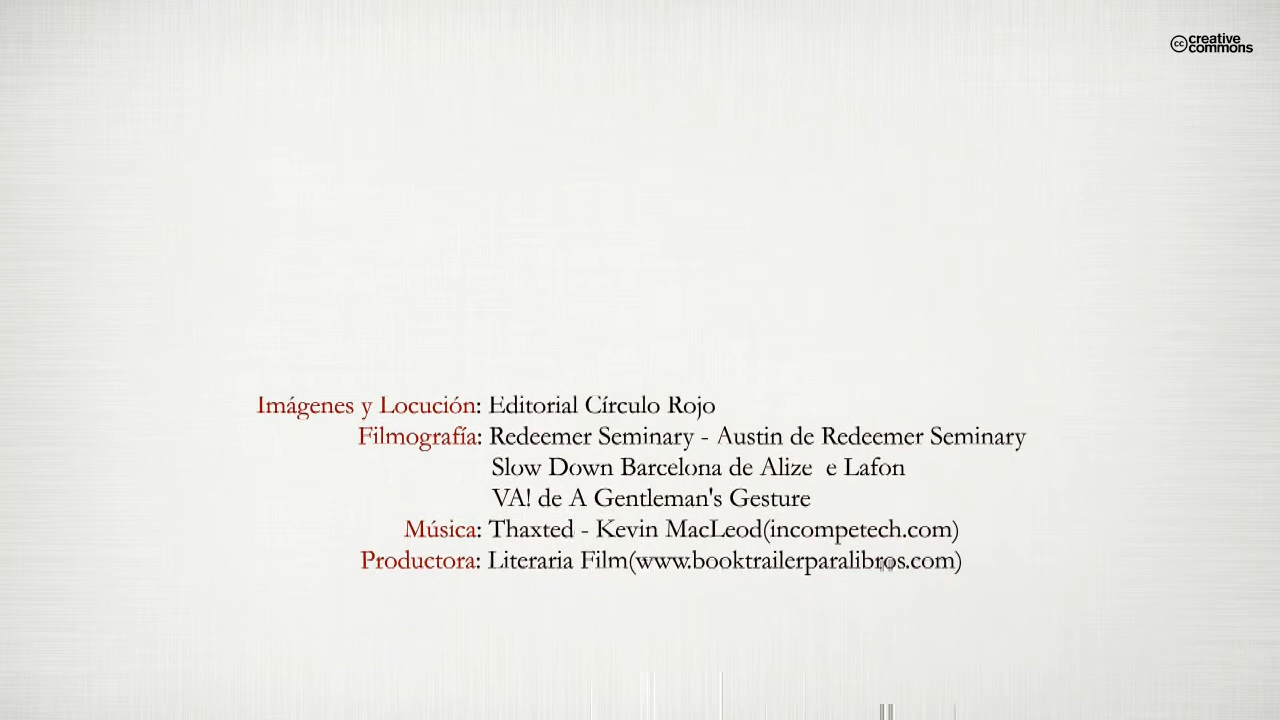 creative
commons
Imágenes y Locución: Editorial Círculo Rojo
Filmografía: Redeemer Seminary - Austin de Redeemer Seminary
Slow Down Barcelona de Alize e Lafon
VA! de A Gentleman's Gesture
Música: Thaxted - Kevin MacLeod(incompetech.com)
Productora: Literaria Film(www.booktrailerparalibros.com)